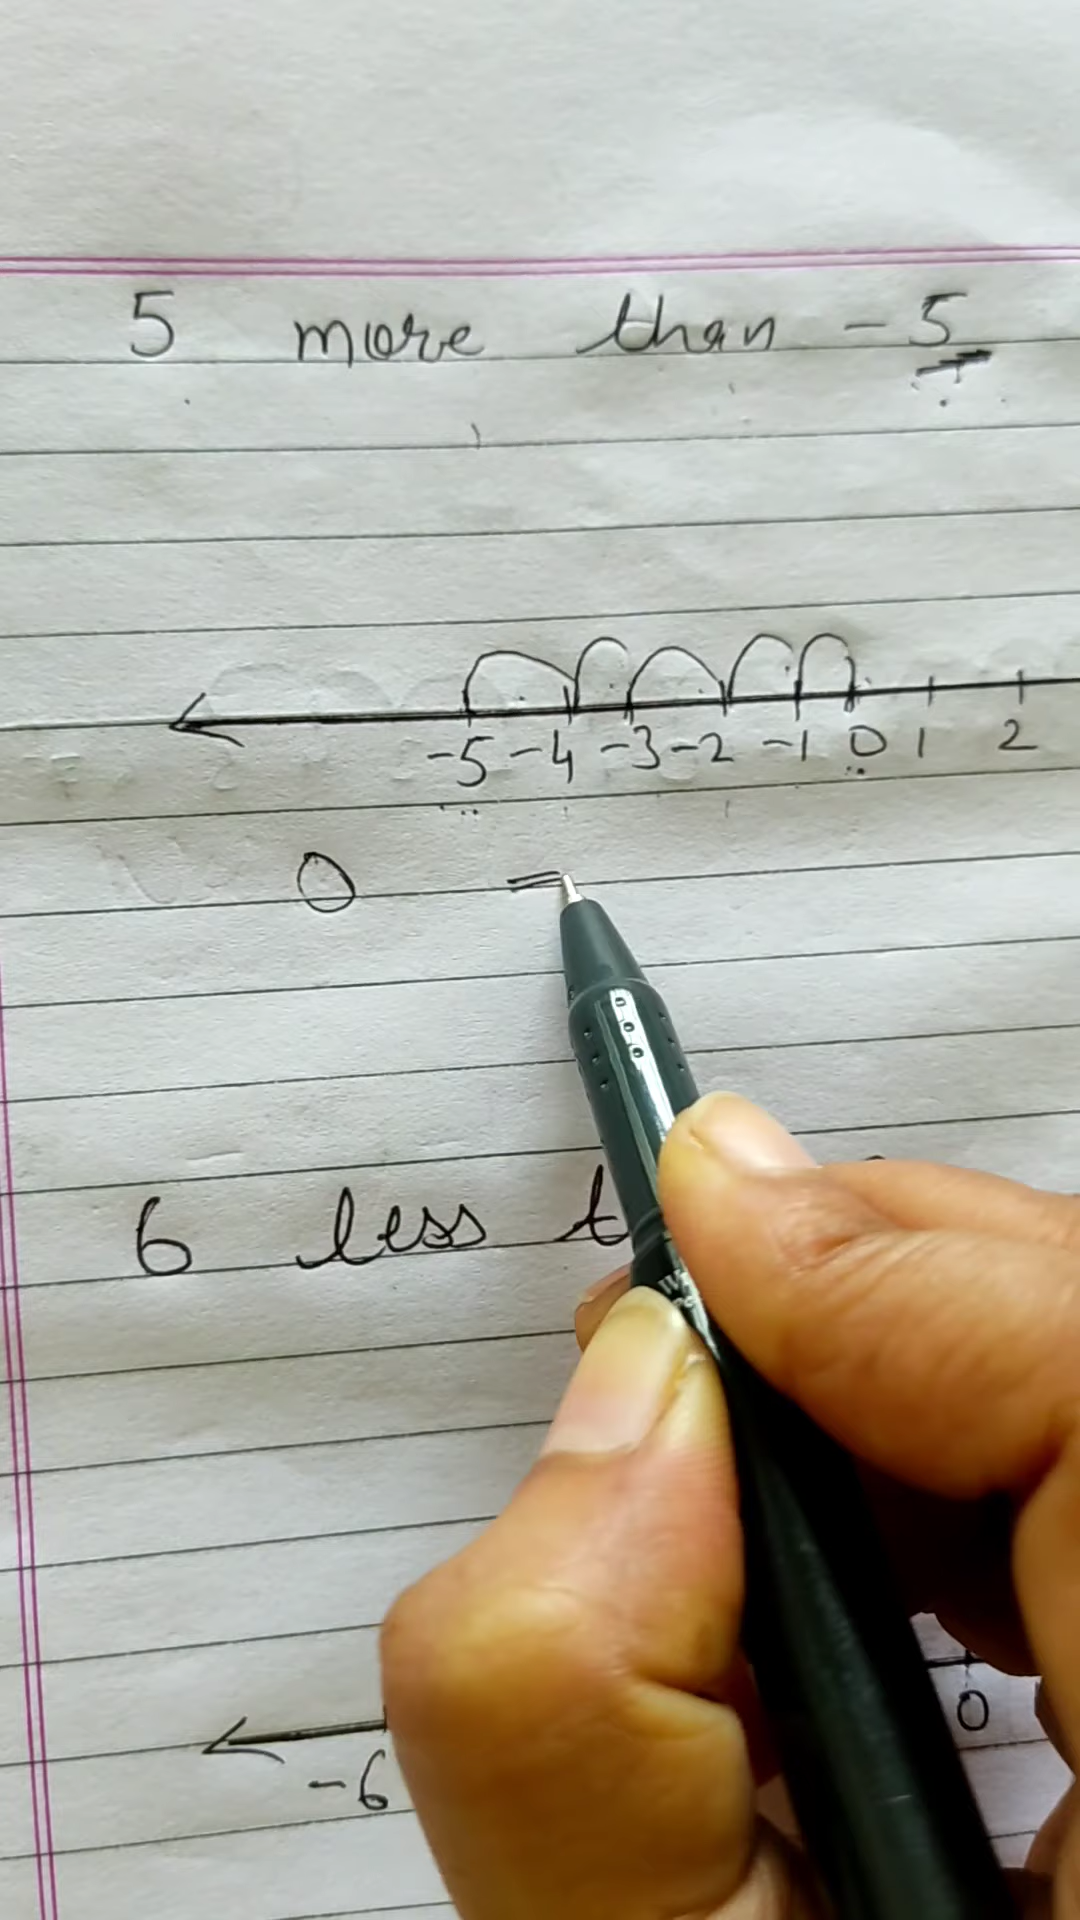 5 more than -5
-5 -4 -3 -2 -1 0 1 2
0 =
6 less
0
-6